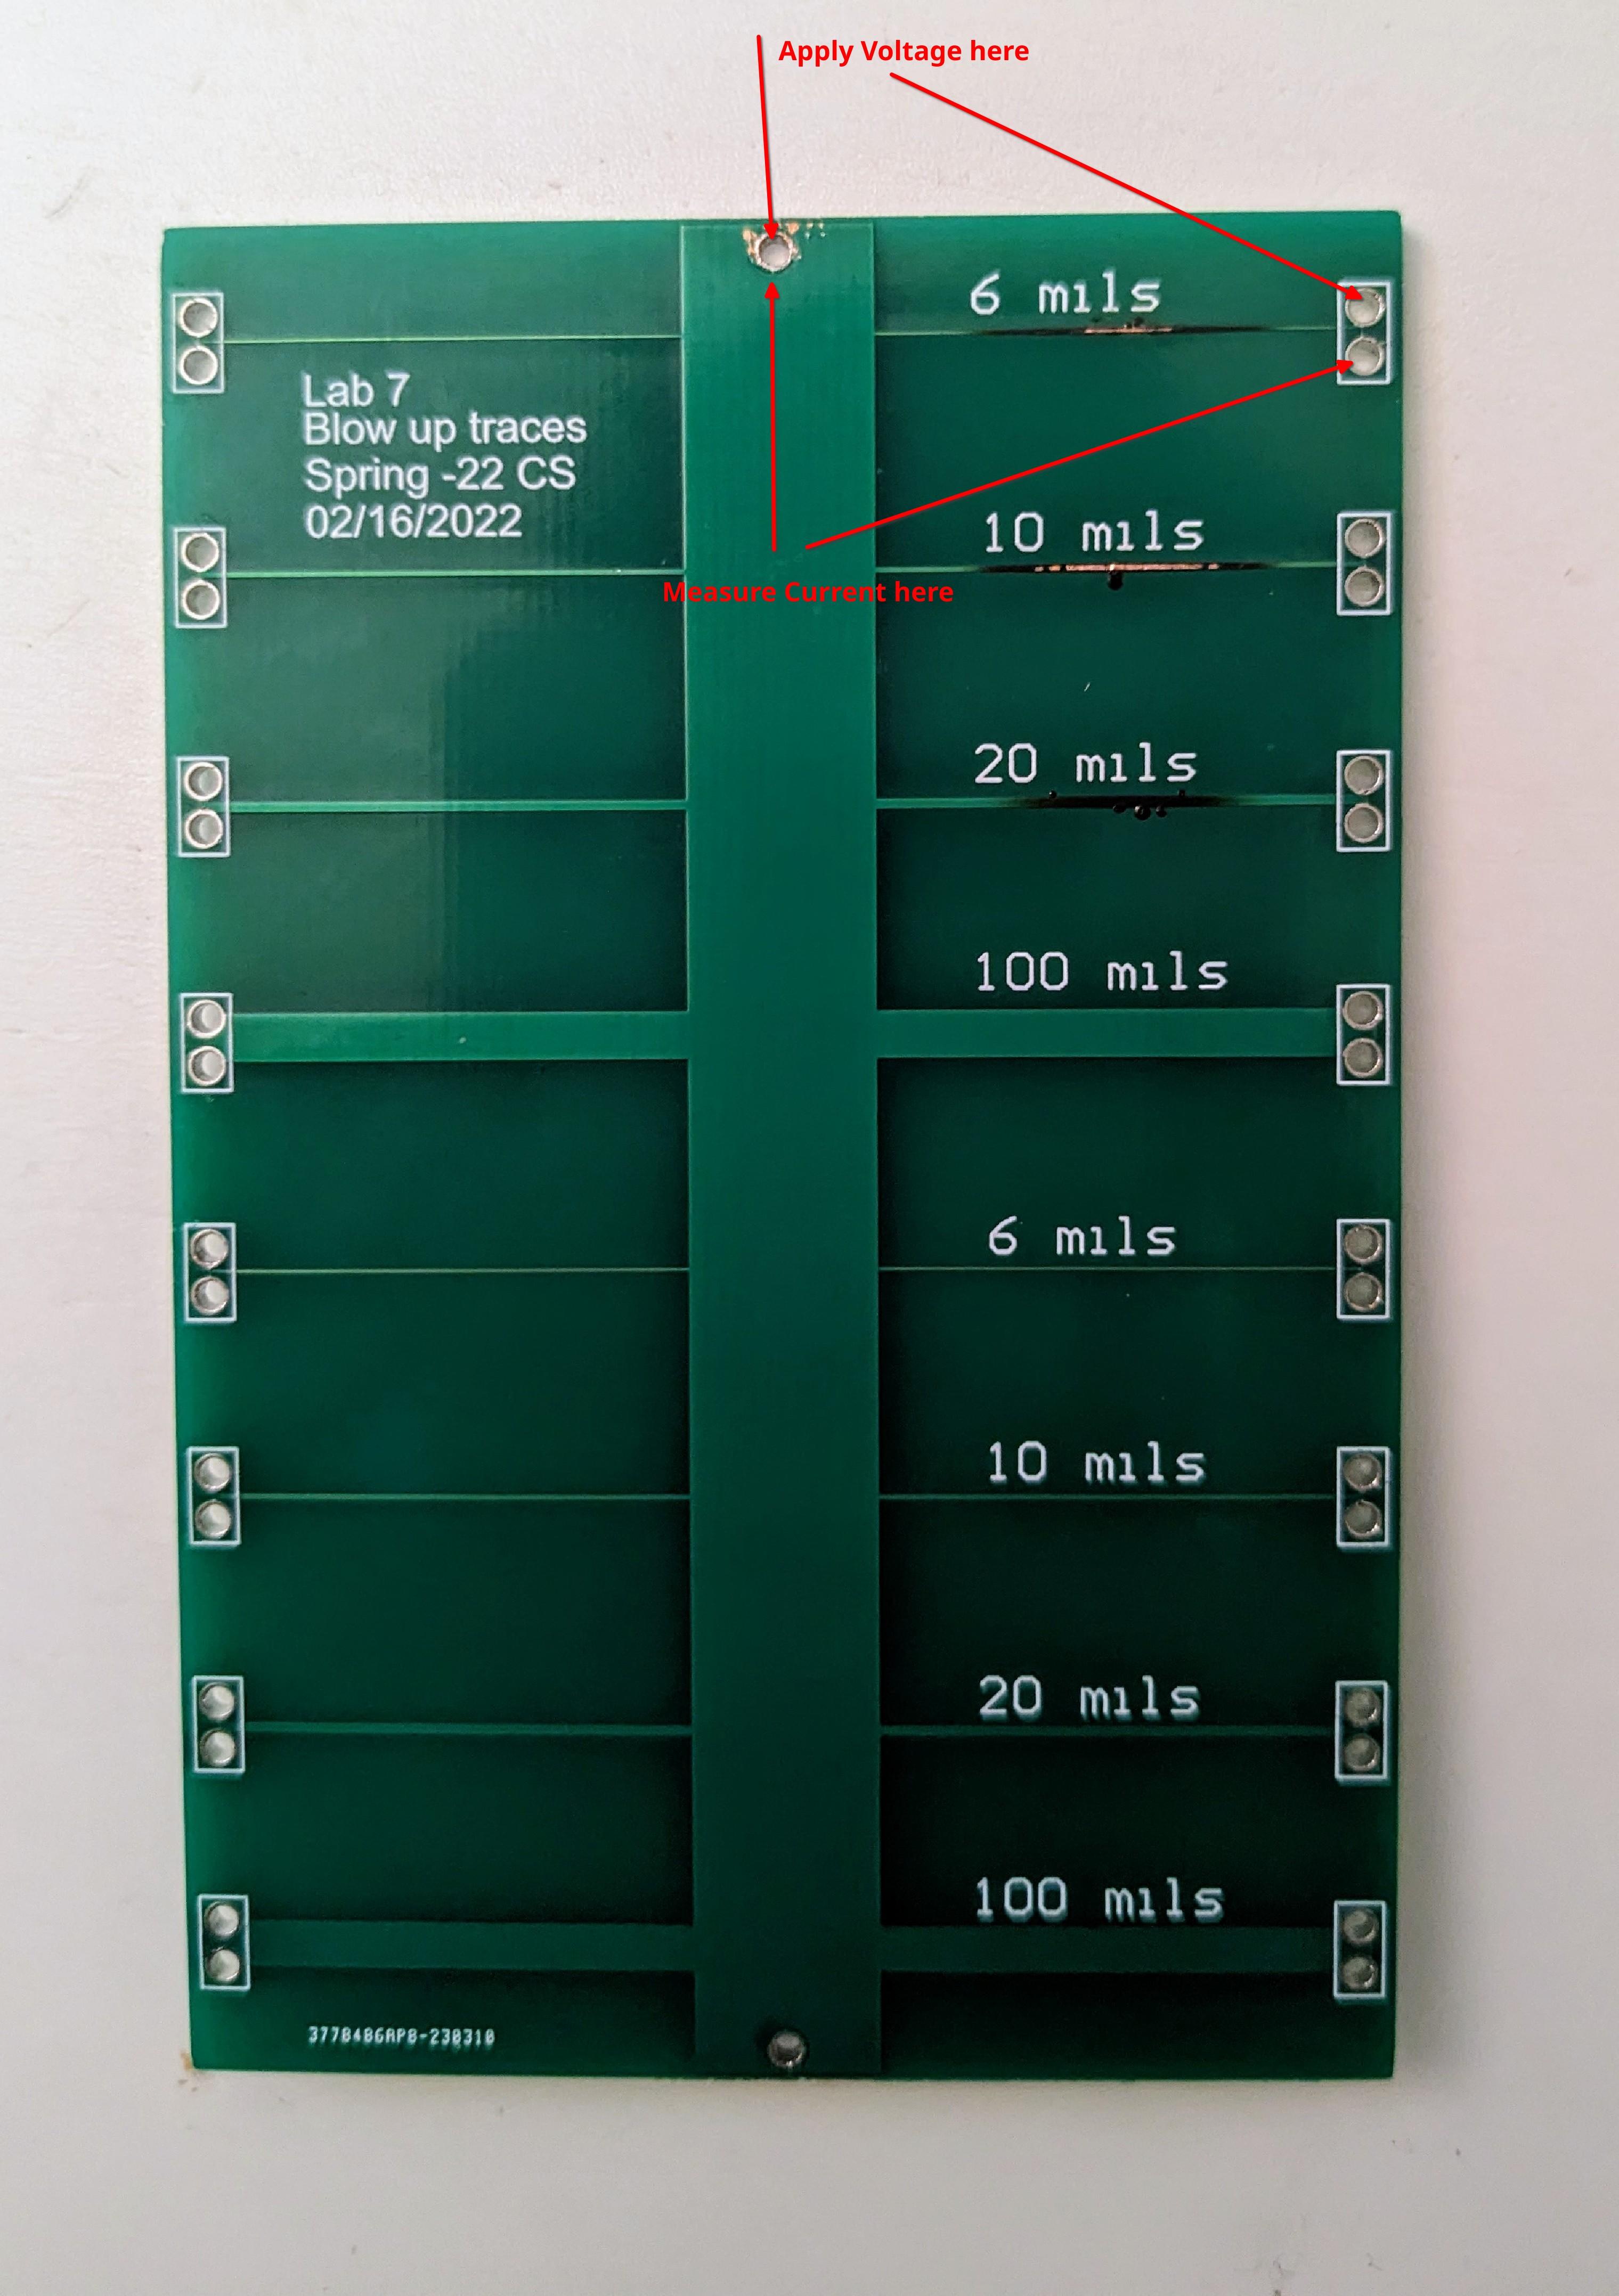 Apply Voltage here
6 mils
Lab 7
Blow up traces
Spring -22 CS
02/16/2022
10 mils
Measure Current here
20 mils
100 mils
6 mils
10 mils
20 mils
100 mils
3778486AP8-230310